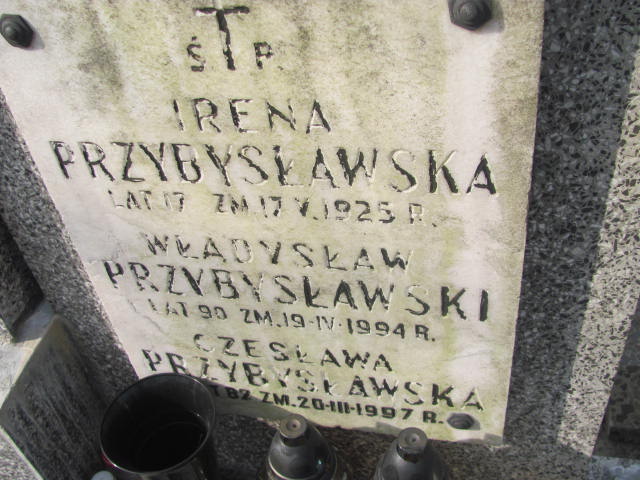 Ś P.
IRENA
PRZYBYSŁAWSKA
LAT 17 ZM. 17 V. 1925 R.
WŁADYSŁAW
PRZYBYSŁAWSKI
LAT 90 ZM. 19-IV-1994 R.
CZESŁAWA
PRZYBYSŁAWSKA
82 ZM. 20-III-1997 R.